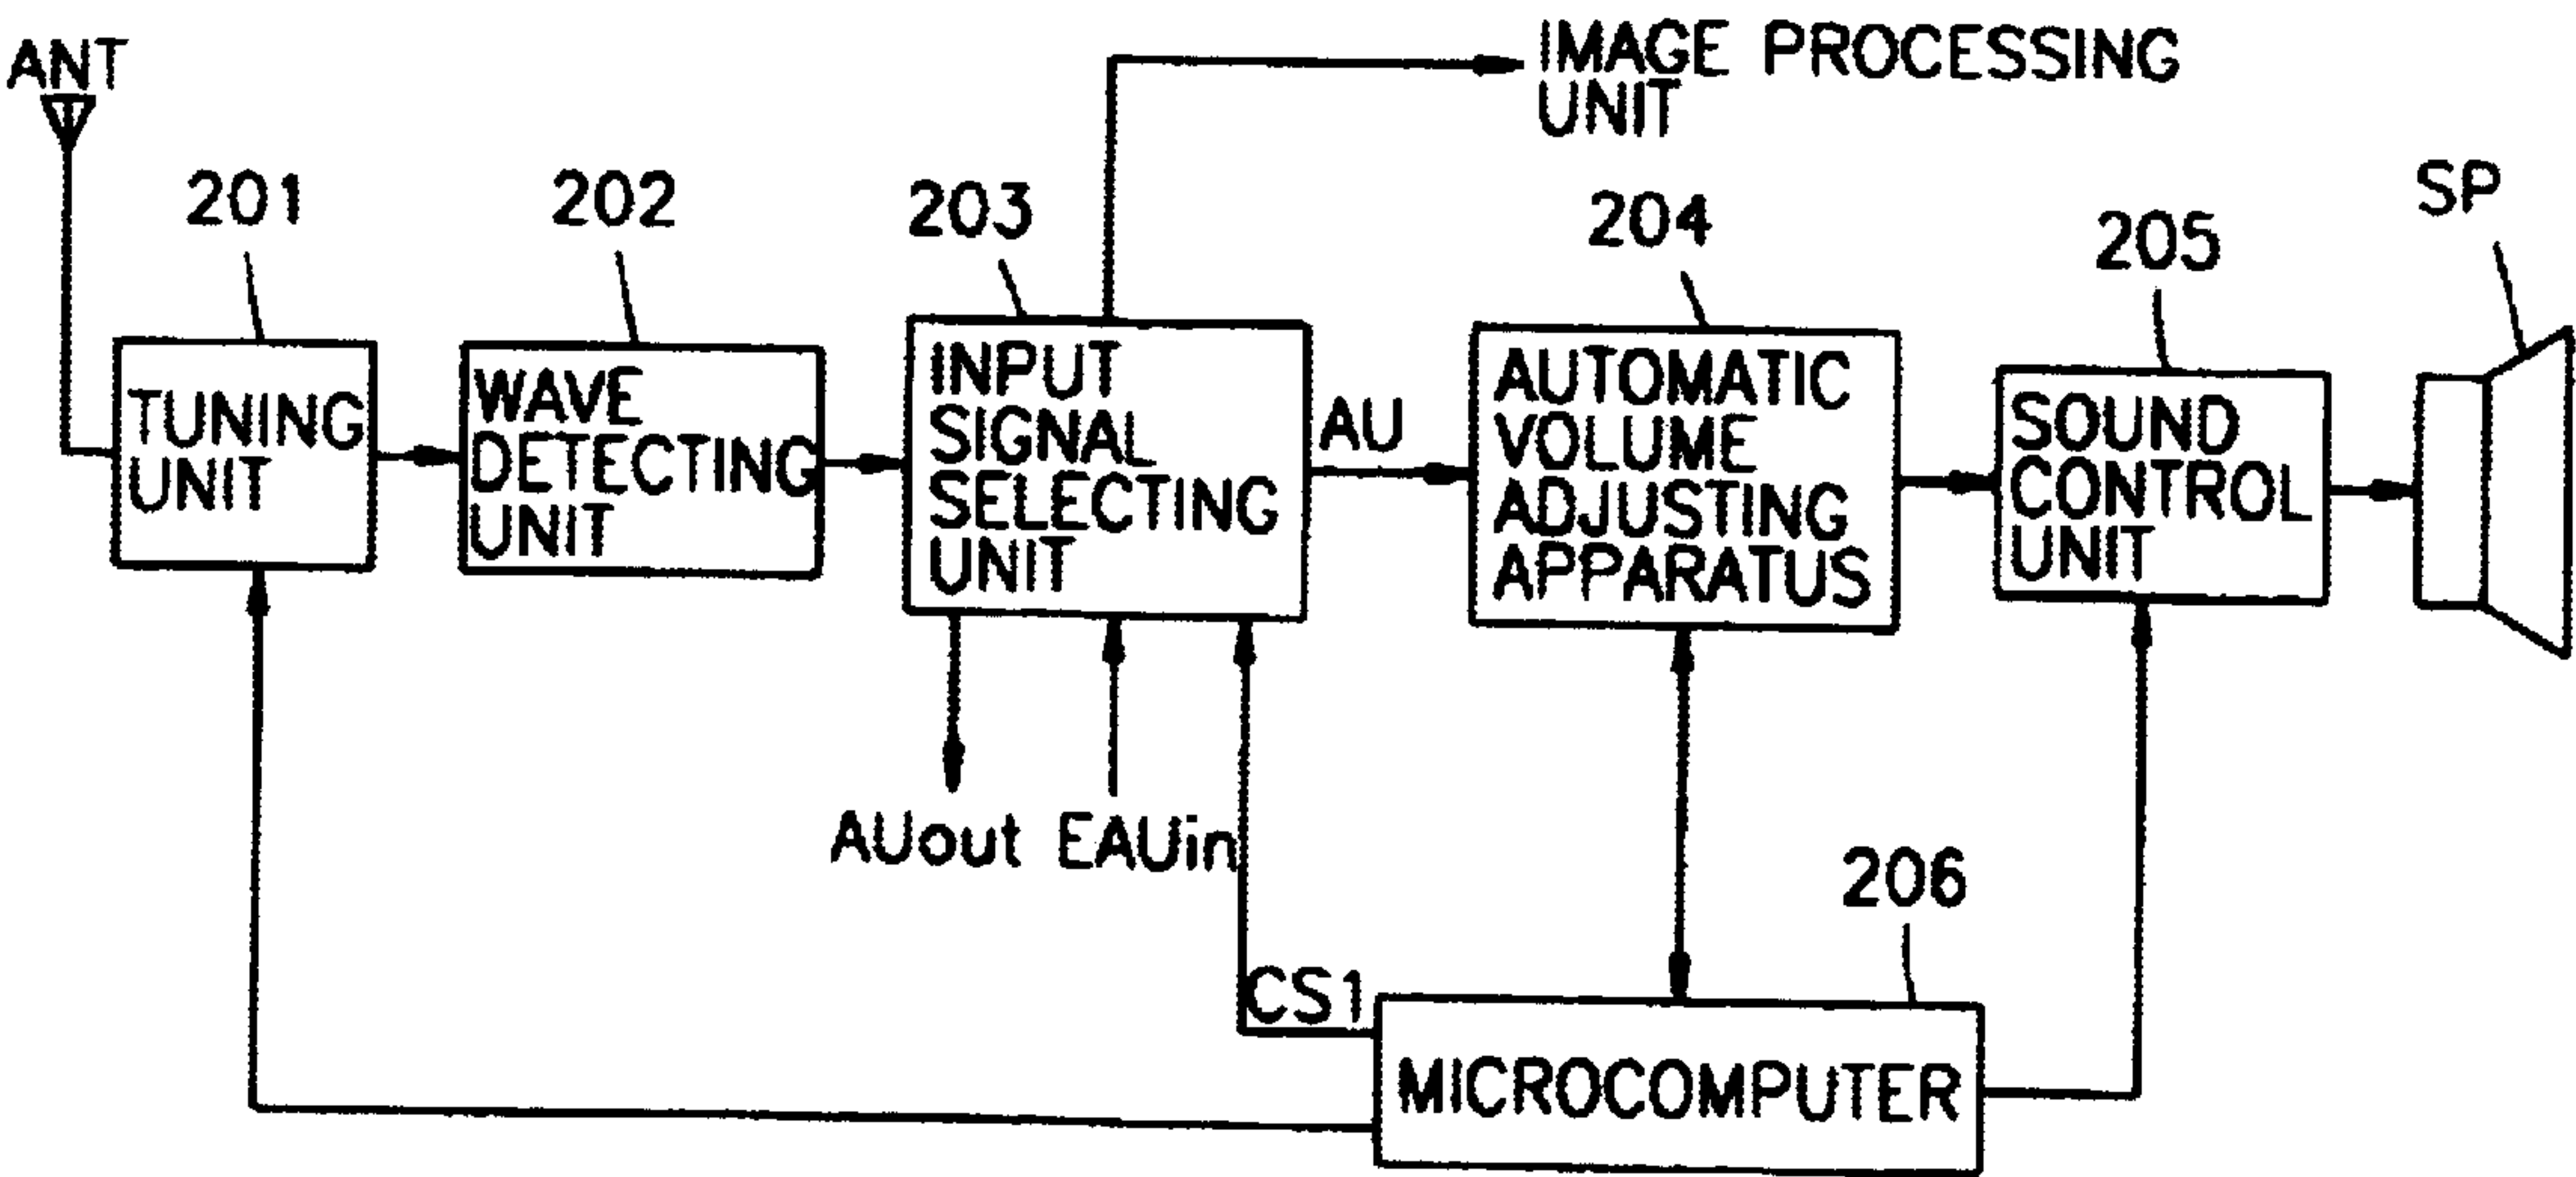 ANT
IMAGE PROCESSING
UNIT
201
202
203
204
205
SP
TUNING
UNIT
WAVE
DETECTING
UNIT
INPUT
SIGNAL
SELECTING
UNIT
AU
AUTOMATIC
VOLUME
ADJUSTING
APPARATUS
SOUND
CONTROL
UNIT
AUout
EAUin
206
CS1
MICROCOMPUTER